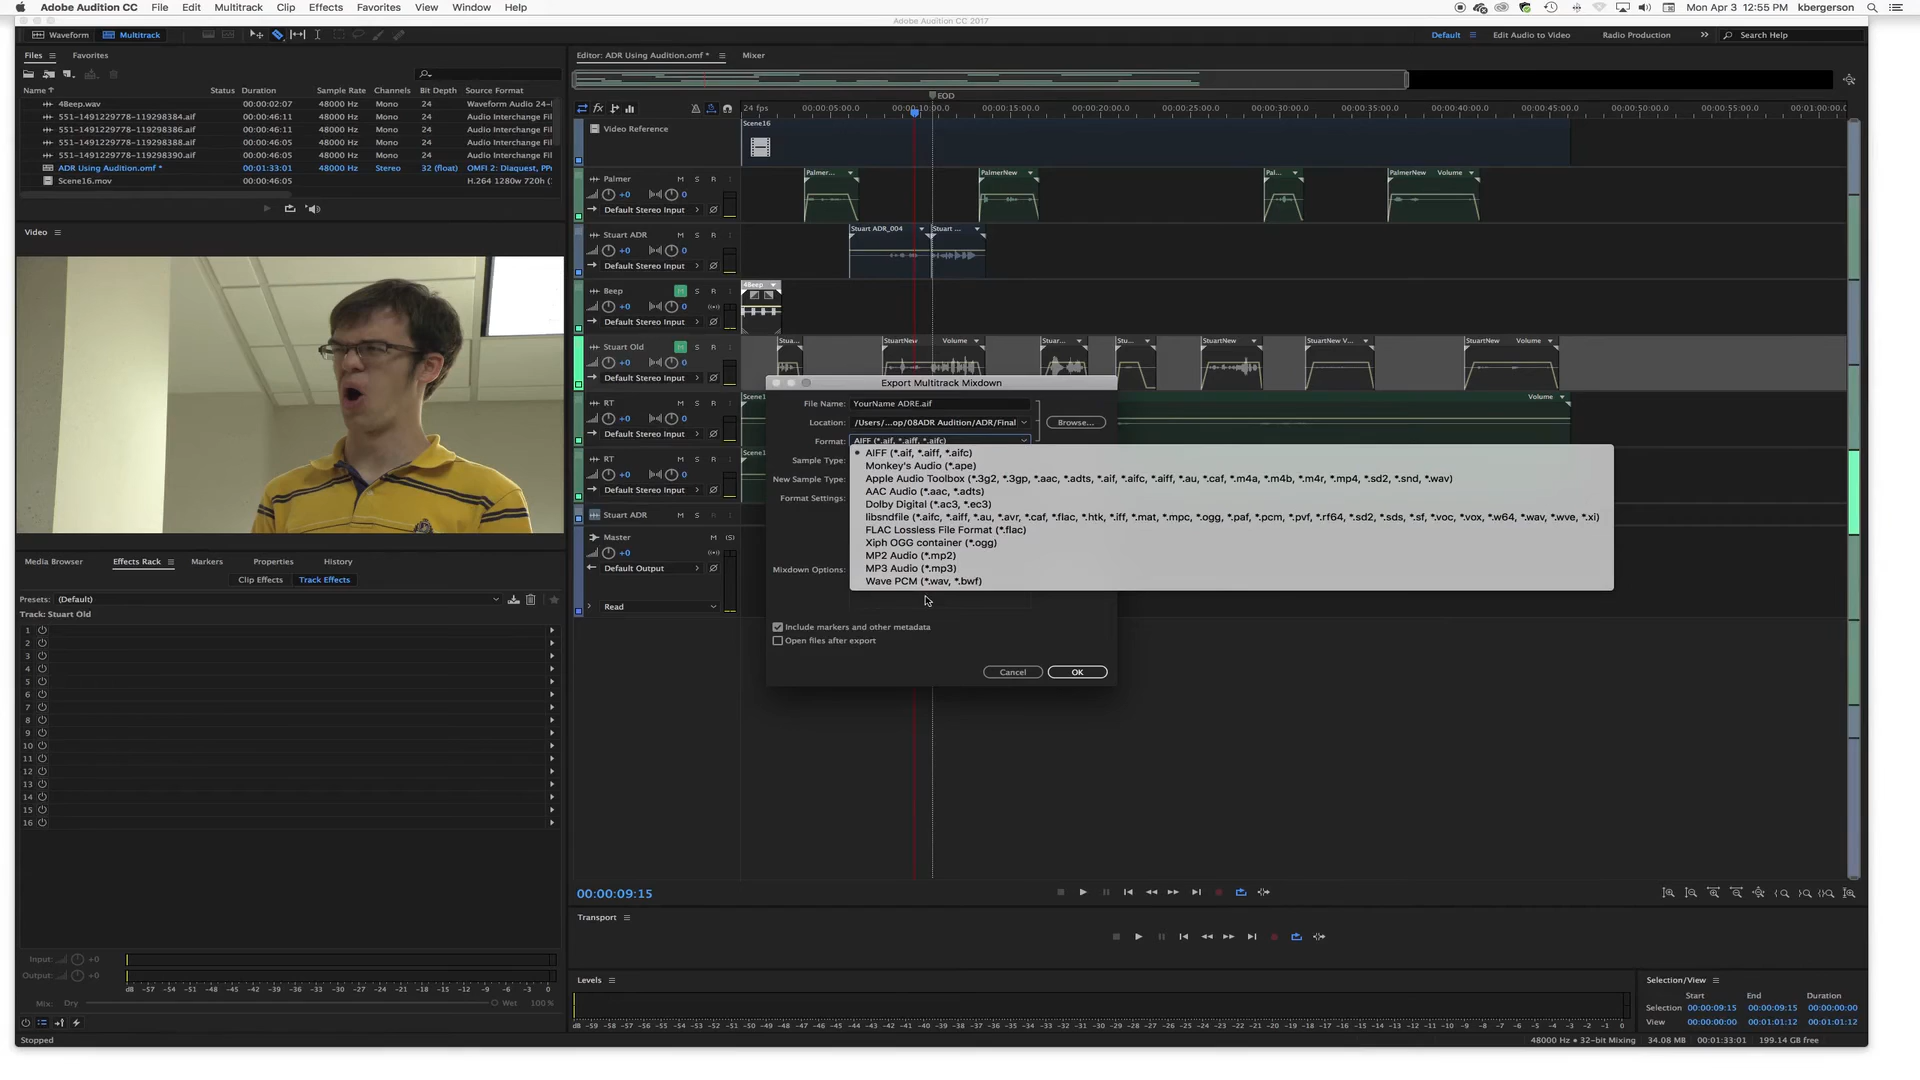 Adobe Audition CC File Edit Multitrack Clip Effects Favorites View Window Help
Mon Apr 3 12:55 PM kbergerson
Adobe Audition CC 2017
Waveform Multitrack
Default Edit Audio to Video Radio Production Search Help
Files Favorites
Name Status Duration Sample Rate Channels Bit Depth Source Format
4Beep.wav 00:00:02:07 48000 Hz Mono 24 Waveform Audio 24-
551-1491229778-119298384.aif 00:00:46:11 48000 Hz Mono 24 Audio Interchange Fil
551-1491229778-119298386.aif 00:00:46:11 48000 Hz Mono 24 Audio Interchange Fil
551-1491229778-119298388.aif 00:00:46:05 48000 Hz Mono 24 Audio Interchange Fil
551-1491229778-119298390.aif 00:00:46:05 48000 Hz Mono 24 Audio Interchange Fil
ADR Using Audition.omf * 00:01:33:01 48000 Hz Stereo 32 (float) OMFI 2: Diaquest, PP
Scene16.mov 00:00:46:05 H.264 1280w 720h (1
Video
Media Browser Effects Rack Markers Properties History
Clip Effects Track Effects
Presets: (Default)
Track: Stuart Old
1
2
3
4
5
6
7
8
9
10
11
12
13
14
15
16
Input: +0
Output: +0
dB -57 -54 -51 -48 -45 -42 -39 -36 -33 -30 -27 -24 -21 -18 -15 -12 -9 -6 -3 0
Mix: Dry Wet 100 %
Stopped
Editor: ADR Using Audition.omf * Mixer
EOD
24 fps 00:00:05:00.0 00:00:10:00.0 00:00:15:00.0 00:00:20:00.0 00:00:25:00.0 00:00:30:00.0 00:00:35:00.0 00:00:40:00.0 00:00:45:00.0 00:00:50:00.0 00:00:55:00.0 00:01:00:00.
Video Reference Scene16
Palmer M S R I
+0 0
Default Stereo Input
Palmer... PalmerNew Pal... PalmerNew Volume
Stuart ADR M S R I
+0 0
Default Stereo Input
Stuart ADR_004 Stuart ...
Beep M S R I
+0 0
Default Stereo Input
4Beep
Stuart Old M S R I
+0 0
Default Stereo Input
Stua... StuartNew Volume Stuar... Stu... StuartNew StuartNew V... StuartNew Volume
RT
+0
Default Stereo Input
Scene1 Volume
RT
+0
Default Stereo Input
Scene1
Stuart ADR
Master M (S)
+0
Default Output
Read
Export Multitrack Mixdown
File Name: YourName ADRE.aif
Location: /Users/...op/08ADR Audition/ADR/Final Browse...
Format: AIFF (*.aif, *.aiff, *.aifc)
Sample Type:
New Sample Type:
Format Settings:
Mixdown Options:
AIFF (*.aif, *.aiff, *.aifc)
Monkey's Audio (*.ape)
Apple Audio Toolbox (*.3g2, *.3gp, *.aac, *.adts, *.aif, *.aifc, *.aiff, *.au, *.caf, *.m4a, *.m4b, *.m4r, *.mp4, *.sd2, *.snd, *.wav)
AAC Audio (*.aac, *.adts)
Dolby Digital (*.ac3, *.ec3)
libsndfile (*.aifc, *.aiff, *.au, *.avr, *.caf, *.flac, *.htk, *.iff, *.mat, *.mpc, *.ogg, *.paf, *.pcm, *.pvf, *.rf64, *.sd2, *.sds, *.sf, *.voc, *.vox, *.w64, *.wav, *.wve, *.xi)
FLAC Lossless File Format (*.flac)
Xiph OGG container (*.ogg)
MP2 Audio (*.mp2)
MP3 Audio (*.mp3)
Wave PCM (*.wav, *.bwf)
Include markers and other metadata
Open files after export
Cancel OK
00:00:09:15
Transport
Levels
dB -59 -58 -57 -56 -55 -54 -53 -52 -51 -50 -49 -48 -47 -46 -45 -44 -43 -42 -41 -40 -39 -38 -37 -36 -35 -34 -33 -32 -31 -30 -29 -28 -27 -26 -25 -24 -23 -22 -21 -20 -19 -18 -17 -16 -15 -14 -13 -12 -11 -10 -9 -8 -7 -6 -5 -4 -3 -2 -1 0
Selection/View
Start End Duration
Selection 00:00:09:15 00:00:09:15 00:00:00:00
View 00:00:00:00 00:01:01:12 00:01:01:12
48000 Hz • 32-bit Mixing 34.08 MB 00:01:33:01 199.14 GB free